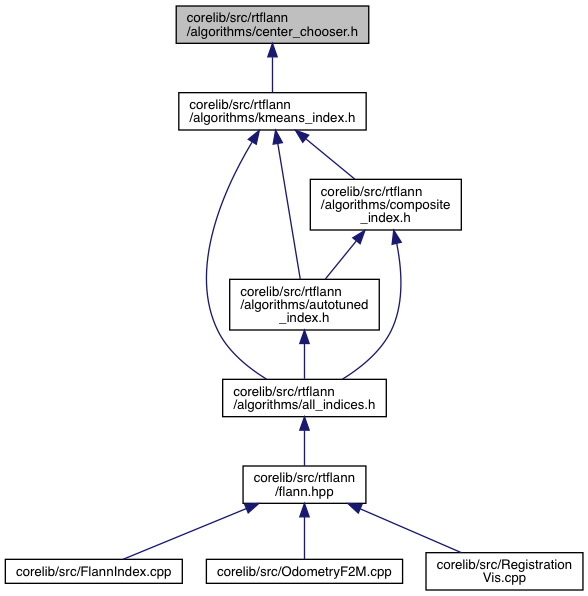 corelib/src/rtflann
/algorithms/center_chooser.h
corelib/src/rtflann
/algorithms/kmeans_index.h
corelib/src/rtflann
/algorithms/composite
_index.h
corelib/src/rtflann
/algorithms/autotuned
_index.h
corelib/src/rtflann
/algorithms/all_indices.h
corelib/src/rtflann
/flann.hpp
corelib/src/FlannIndex.cpp
corelib/src/OdometryF2M.cpp
corelib/src/Registration
Vis.cpp